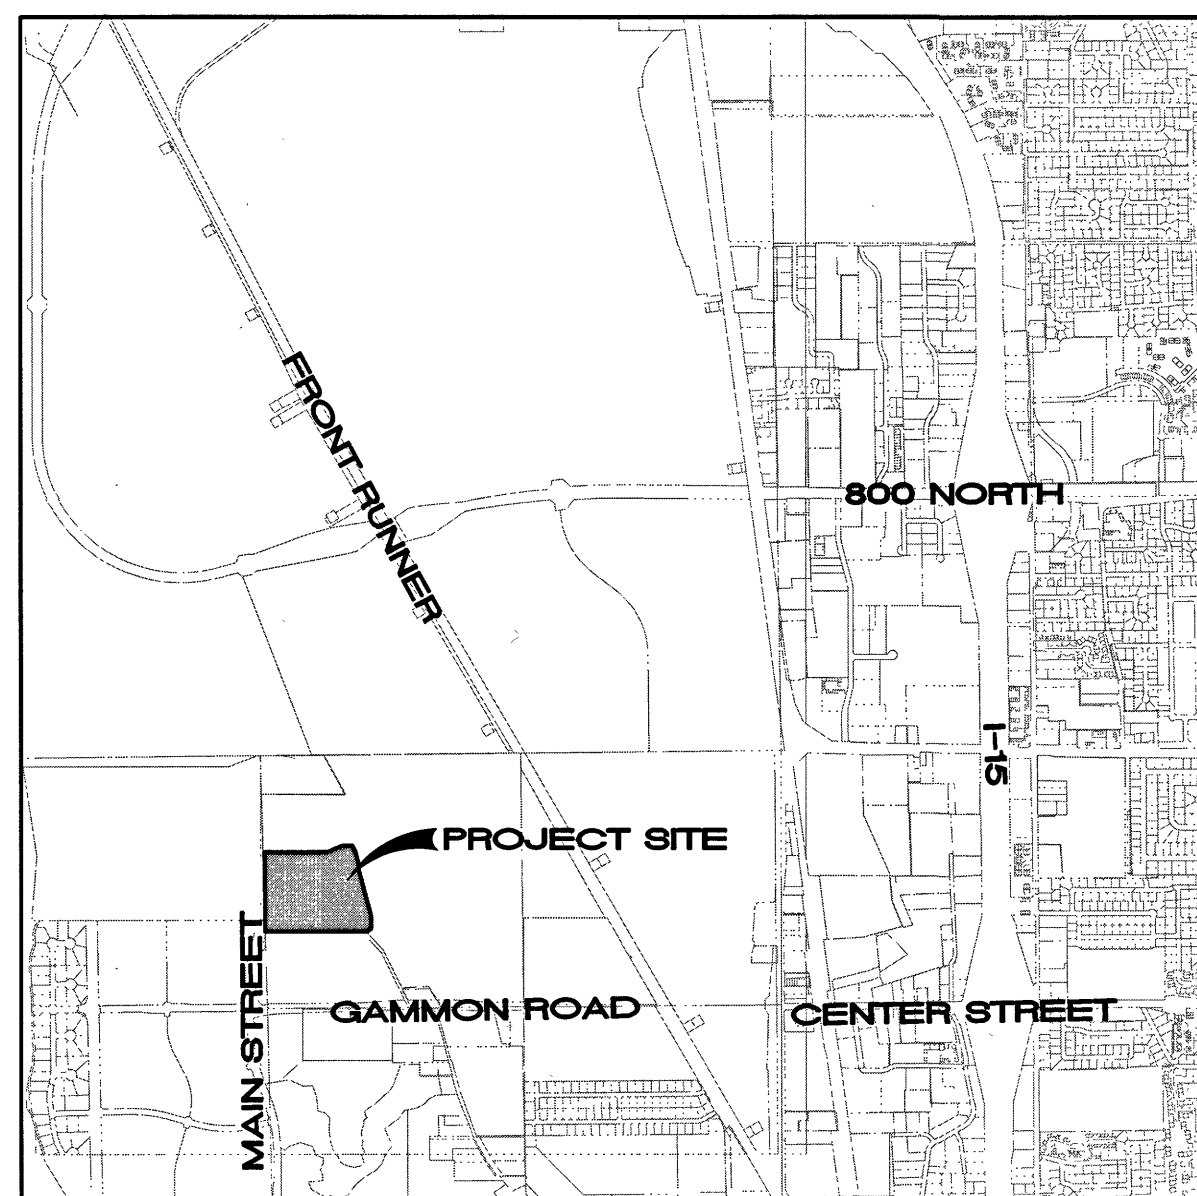 FRONT RUNNER
800 NORTH
I-15
PROJECT SITE
MAIN STREET
GAMMON ROAD
CENTER STREET